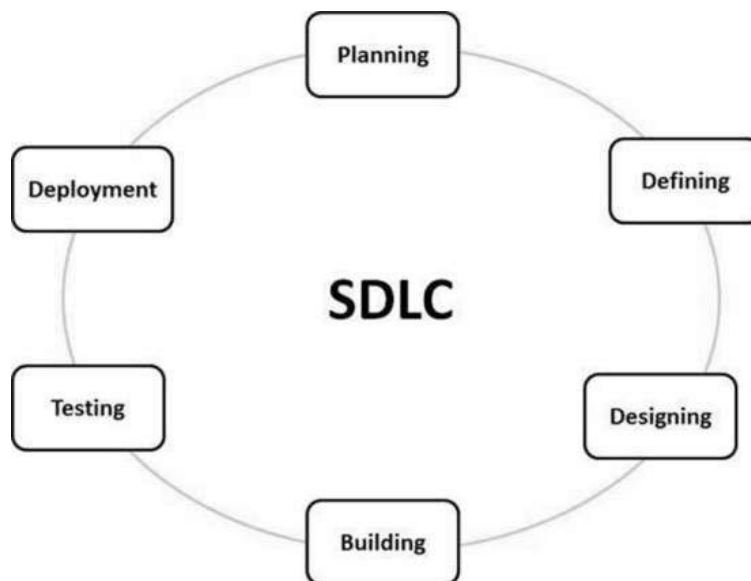 Planning
Defining
Designing
Building
Testing
Deployment
SDLC